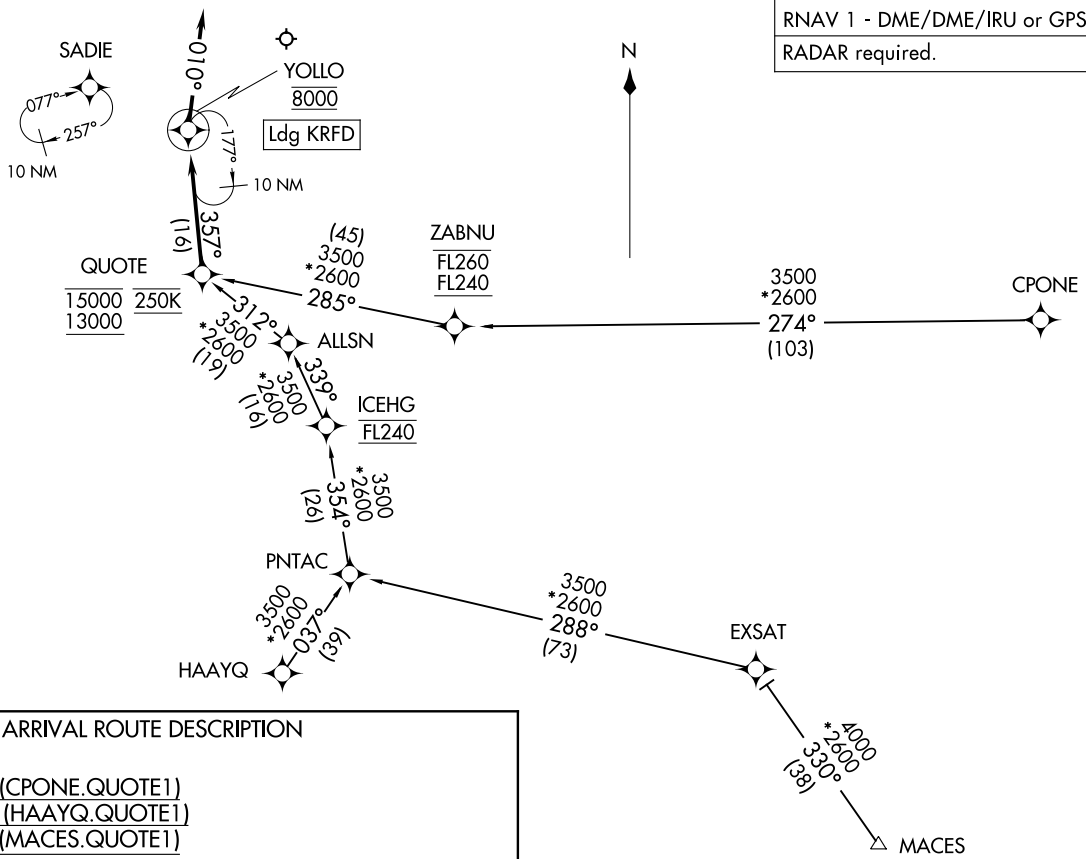 RNAV 1 - DME/DME/IRU or GPS
RADAR required.
SADIE
077°
257°
10 NM
010°
YOLLO
8000
Ldg KRFD
177°
10 NM
N
357°
(16)
QUOTE
15000 250K
13000
(45)
3500
*2600
285°
ZABNU
FL260
FL240
3500
*2600
274°
(103)
CPONE
312°
3500
*2600
(19)
ALLSN
339°
3500
*2600
(16)
ICEHG
FL240
3500
*2600
354°
(26)
PNTAC
3500
*2600
037°
(39)
HAAYQ
3500
*2600
288°
(73)
EXSAT
4000
*2600
330°
(38)
MACES
ARRIVAL ROUTE DESCRIPTION
(CPONE.QUOTE1)
(HAAYQ.QUOTE1)
(MACES.QUOTE1)